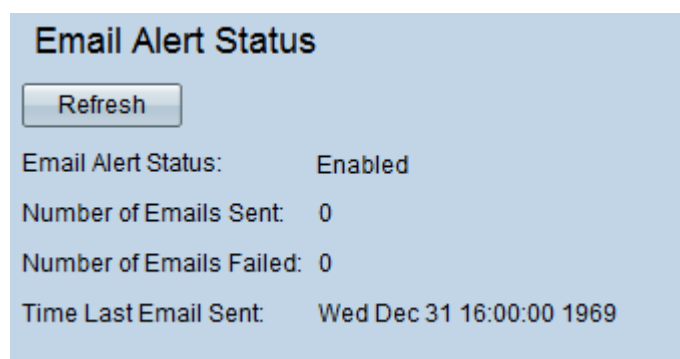 Email Alert Status
Refresh
Email Alert Status: Enabled
Number of Emails Sent: 0
Number of Emails Failed: 0
Time Last Email Sent: Wed Dec 31 16:00:00 1969